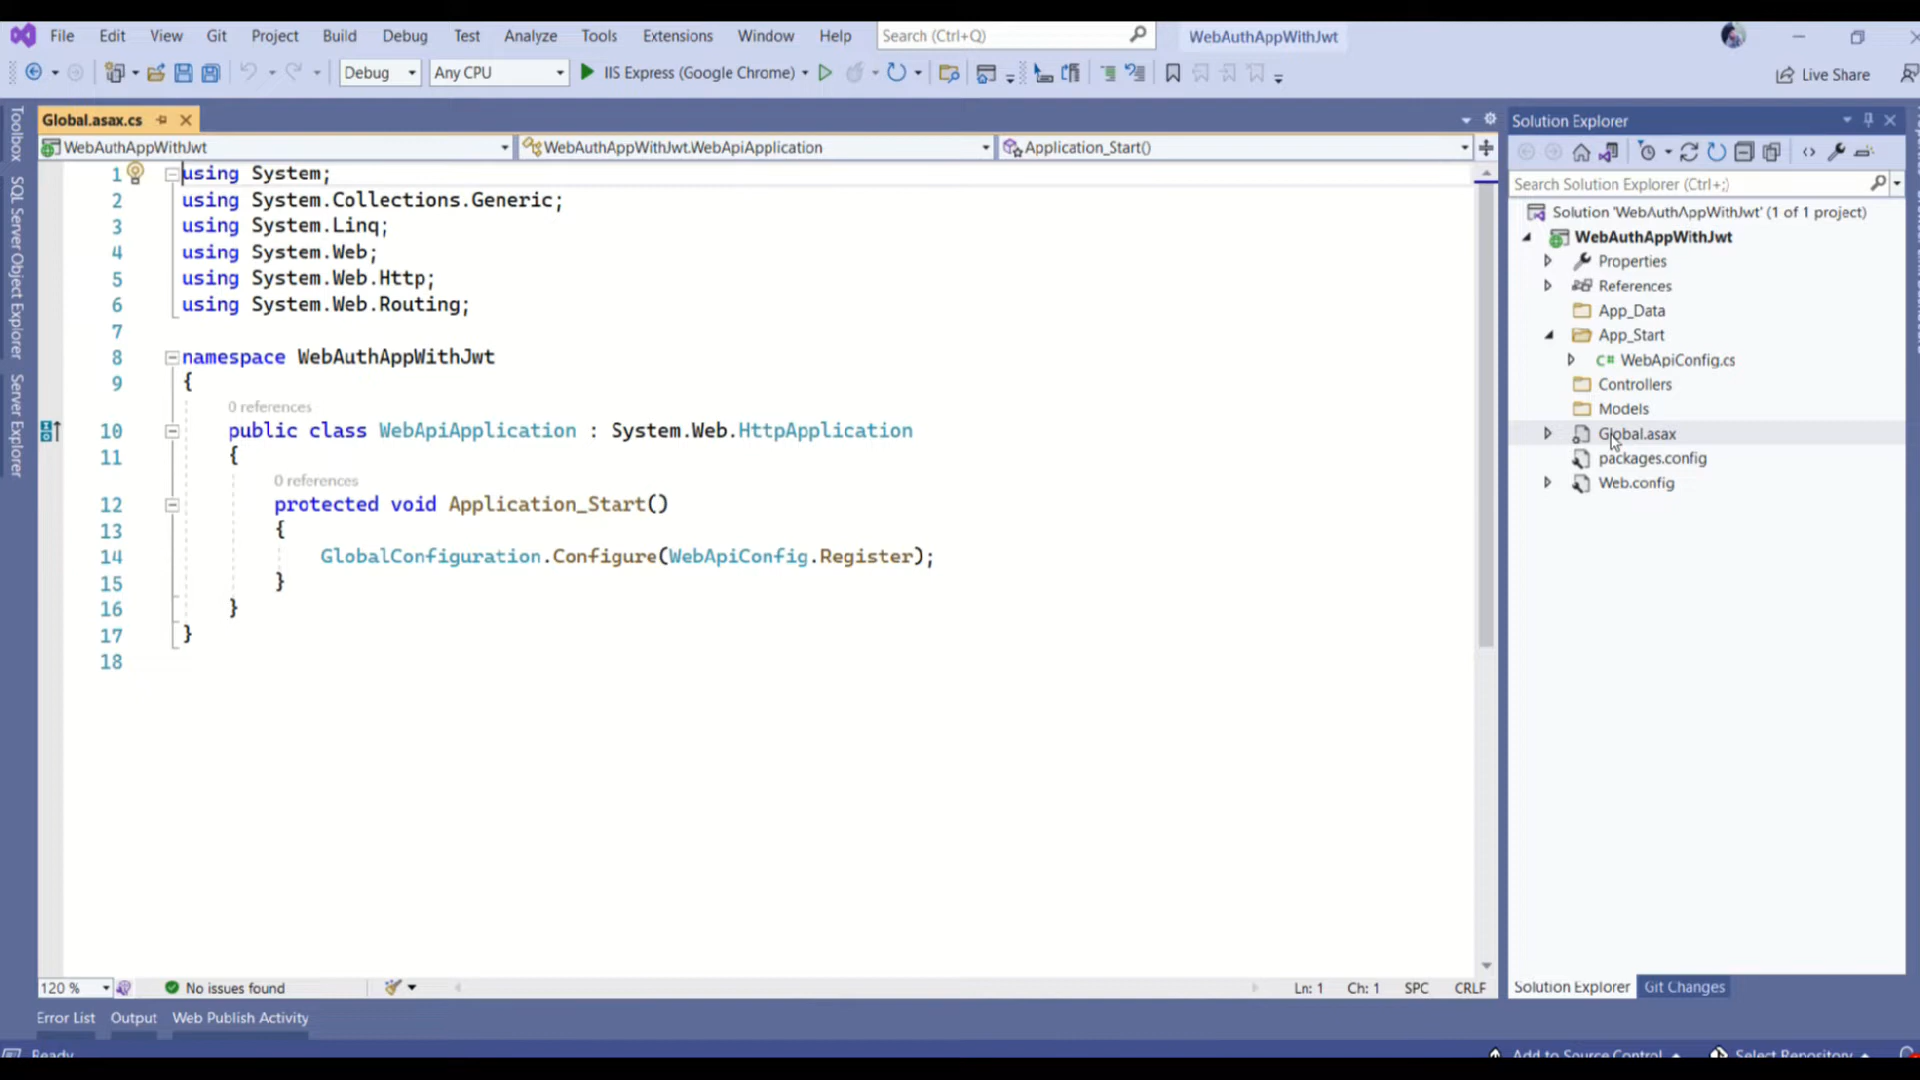 File Edit View Git Project Build Debug Test Analyze Tools Extensions Window Help Search (Ctrl+Q) WebAuthAppWithJwt
Debug Any CPU IIS Express (Google Chrome) Live Share
Global.asax.cs
WebAuthAppWithJwt WebAuthAppWithJwt.WebApiApplication Application_Start()
1 using System;
2 using System.Collections.Generic;
3 using System.Linq;
4 using System.Web;
5 using System.Web.Http;
6 using System.Web.Routing;
7
8 namespace WebAuthAppWithJwt
9 {
0 references
10 public class WebApiApplication : System.Web.HttpApplication
11 {
0 references
12 protected void Application_Start()
13 {
14 GlobalConfiguration.Configure(WebApiConfig.Register);
15 }
16 }
17 }
18
Toolbox
SQL Server Object Explorer
Server Explorer
Solution Explorer
Search Solution Explorer (Ctrl+;)
Solution 'WebAuthAppWithJwt' (1 of 1 project)
WebAuthAppWithJwt
Properties
References
App_Data
App_Start
C# WebApiConfig.cs
Controllers
Models
Global.asax
packages.config
Web.config
120 % No issues found Ln: 1 Ch: 1 SPC CRLF
Solution Explorer Git Changes
Error List Output Web Publish Activity
Ready Add to Source Control Select Repository